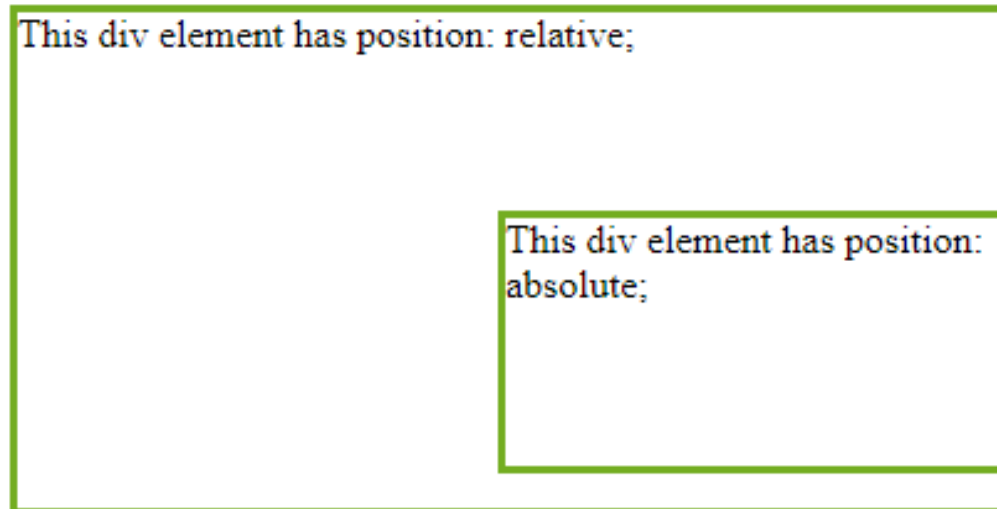 This div element has position: relative;
This div element has position:
absolute;